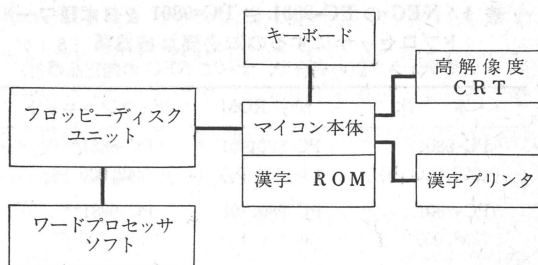 キーボード
高解像度
CRT
フロッピーディスク
ユニット
マイコン本体
漢字 ROM
漢字プリンタ
ワードプロセッサ
ソフト